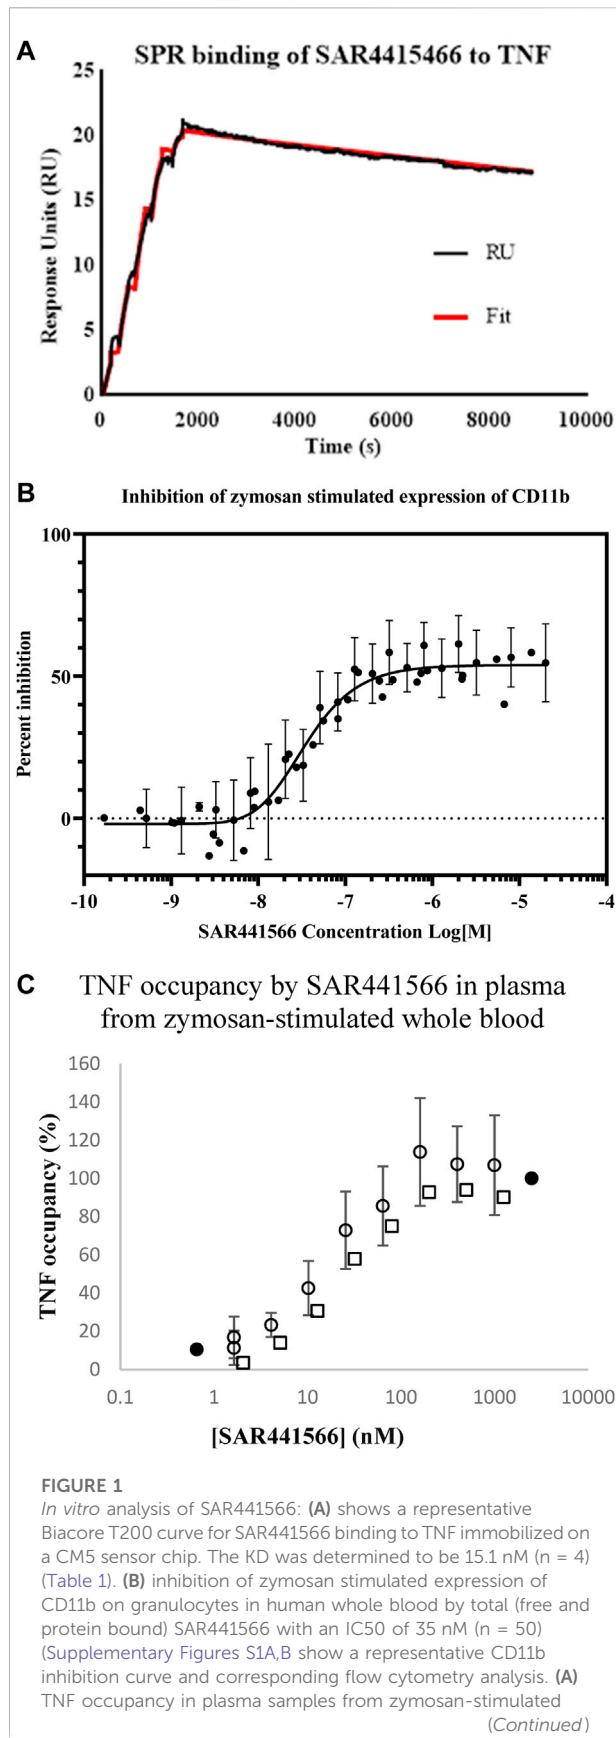 A
SPR binding of SAR4415466 to TNF
25
20
15
10
5
0
Response Units (RU)
RU
Fit
0 2000 4000 6000 8000 10000
Time (s)
B
Inhibition of zymosan stimulated expression of CD11b
100
50
0
Percent inhibition
-10 -9 -8 -7 -6 -5 -4
SAR441566 Concentration Log[M]
C
TNF occupancy by SAR441566 in plasma
from zymosan-stimulated whole blood
160
140
120
100
80
60
40
20
0
TNF occupancy (%)
0.1 1 10 100 1000 10000
[SAR441566] (nM)
FIGURE 1
In vitro analysis of SAR441566: (A) shows a representative
Biacore T200 curve for SAR441566 binding to TNF immobilized on
a CM5 sensor chip. The KD was determined to be 15.1 nM (n = 4)
(Table 1). (B) inhibition of zymosan stimulated expression of
CD11b on granulocytes in human whole blood by total (free and
protein bound) SAR441566 with an IC50 of 35 nM (n = 50)
(Supplementary Figures S1A,B show a representative CD11b
inhibition curve and corresponding flow cytometry analysis. (A)
TNF occupancy in plasma samples from zymosan-stimulated
(Continued)